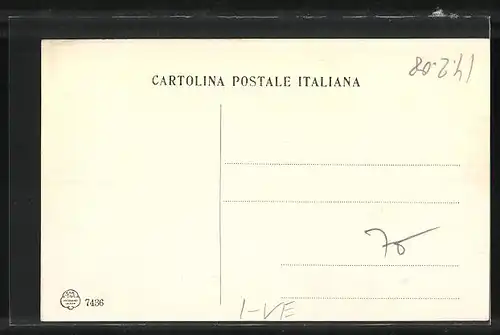 CARTOLINA POSTALE ITALIANA
14.2.08
70
7436
I-VE